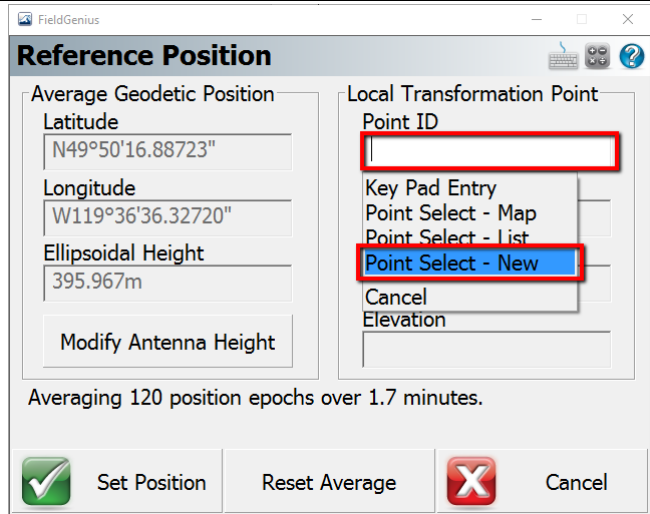 FieldGenius
Reference Position
Average Geodetic Position
Latitude
N49°50'16.88723"
Longitude
W119°36'36.32720"
Ellipsoidal Height
395.967m
Modify Antenna Height
Local Transformation Point
Point ID
Key Pad Entry
Point Select - Map
Point Select - List
Point Select - New
Cancel
Elevation
Averaging 120 position epochs over 1.7 minutes.
Set Position
Reset Average
Cancel